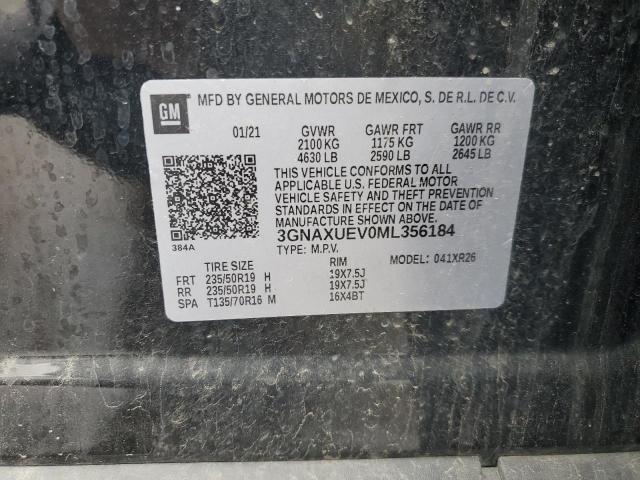 GM
MFD BY GENERAL MOTORS DE MEXICO, S. DE R.L. DE C.V.
01/21 GVWR GAWR FRT GAWR RR
2100 KG 1175 KG 1200 KG
4630 LB 2590 LB 2645 LB
THIS VEHICLE CONFORMS TO ALL
APPLICABLE U.S. FEDERAL MOTOR
VEHICLE SAFETY AND THEFT PREVENTION
STANDARDS IN EFFECT ON THE DATE OF
MANUFACTURE SHOWN ABOVE.
384A 3GNAXUEV0ML356184
TYPE: M.P.V. MODEL: 041XR26
TIRE SIZE RIM
FRT 235/50R19 H 19X7.5J
RR 235/50R19 H 19X7.5J
SPA T135/70R16 M 16X4BT